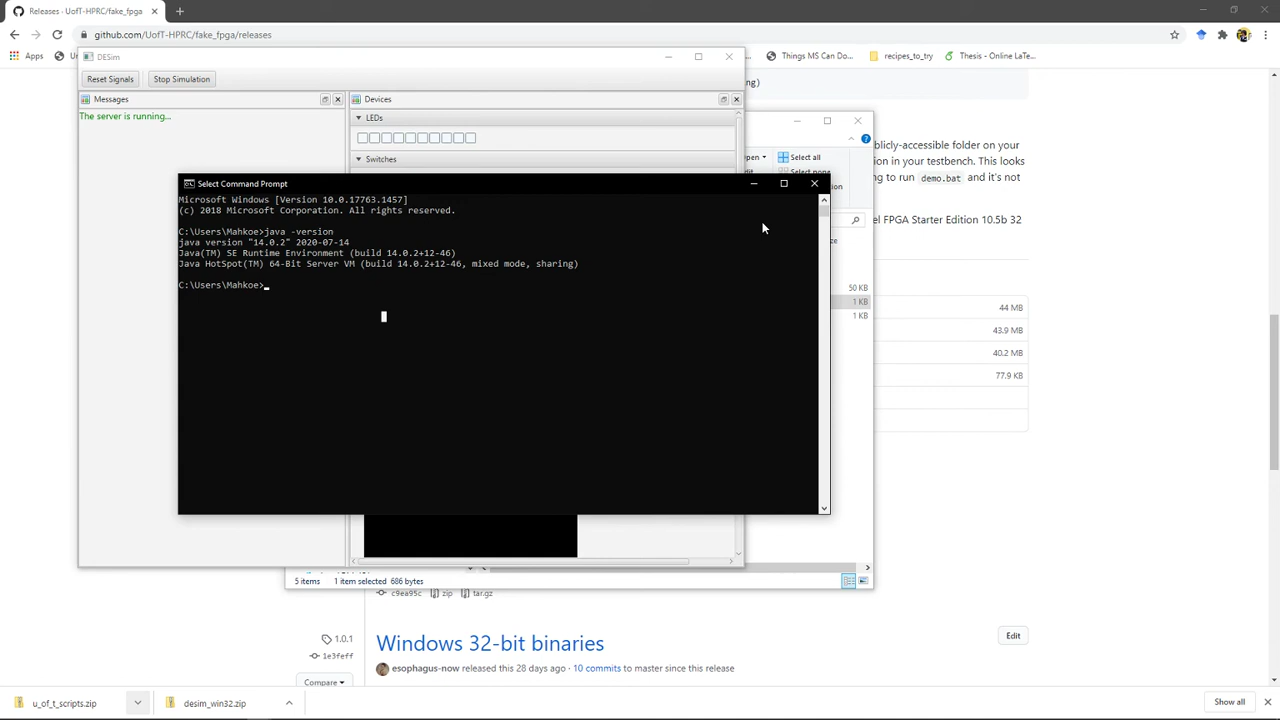 Releases · UofT-HPRC/fake_fpga
github.com/UofT-HPRC/fake_fpga/releases
Apps
Things MS Can Do...
recipes_to_try
Thesis - Online LaTe...
DESim
Reset Signals
Stop Simulation
Messages
Devices
The server is running...
LEDs
Switches
Select all
Select none
blicly-accessible folder on your
ion in your testbench. This looks
ng to run demo.bat and it's not
el FPGA Starter Edition 10.5b 32
Select Command Prompt
Microsoft Windows [Version 10.0.17763.1457]
(c) 2018 Microsoft Corporation. All rights reserved.
C:\Users\Mahkoe>java -version
java version "14.0.2" 2020-07-14
Java(TM) SE Runtime Environment (build 14.0.2+12-46)
Java HotSpot(TM) 64-Bit Server VM (build 14.0.2+12-46, mixed mode, sharing)
C:\Users\Mahkoe>
50 KB
1 KB
1 KB
44 MB
43.9 MB
40.2 MB
77.9 KB
5 items
1 item selected 686 bytes
c9ea95c
zip
tar.gz
1.0.1
1e3feff
Compare
Windows 32-bit binaries
Edit
esophagus-now released this 28 days ago · 10 commits to master since this release
u_of_t_scripts.zip
desim_win32.zip
Show all